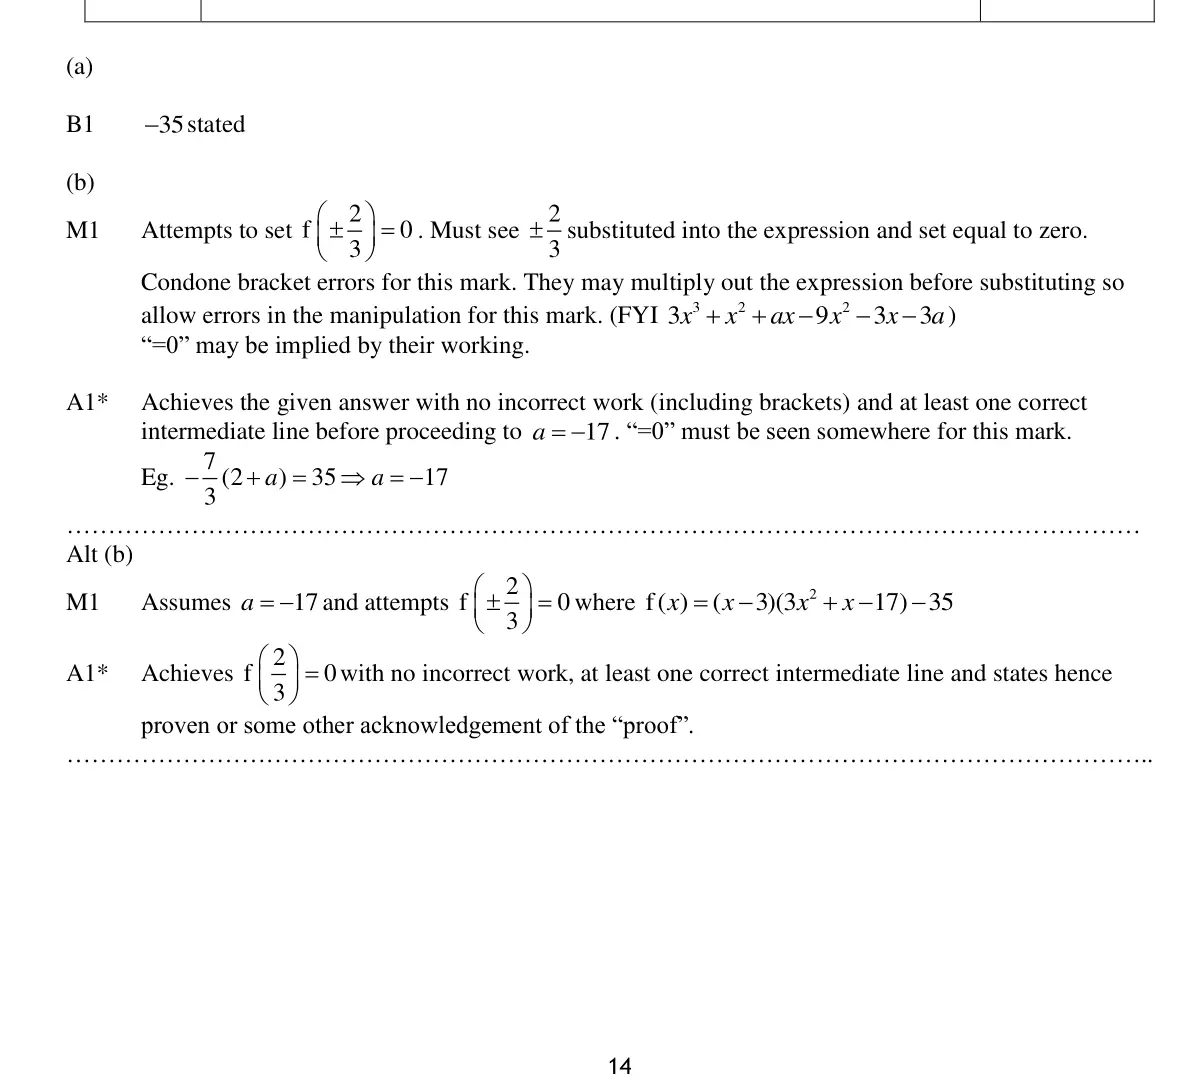 (a)
B1 −35 stated
(b)
M1 Attempts to set f(±2/3) = 0. Must see ±2/3 substituted into the expression and set equal to zero.
Condone bracket errors for this mark. They may multiply out the expression before substituting so
allow errors in the manipulation for this mark. (FYI 3x³ + x² + ax − 9x² − 3x − 3a)
“=0” may be implied by their working.
A1* Achieves the given answer with no incorrect work (including brackets) and at least one correct
intermediate line before proceeding to a = −17. “=0” must be seen somewhere for this mark.
Eg. −7/3(2 + a) = 35 ⇒ a = −17
………………………………………………………………………………………………………………………
Alt (b)
M1 Assumes a = −17 and attempts f(±2/3) = 0 where f(x) = (x − 3)(3x² + x − 17) − 35
A1* Achieves f(2/3) = 0 with no incorrect work, at least one correct intermediate line and states hence
proven or some other acknowledgement of the “proof”.
………………………………………………………………………………………………………………………..
14